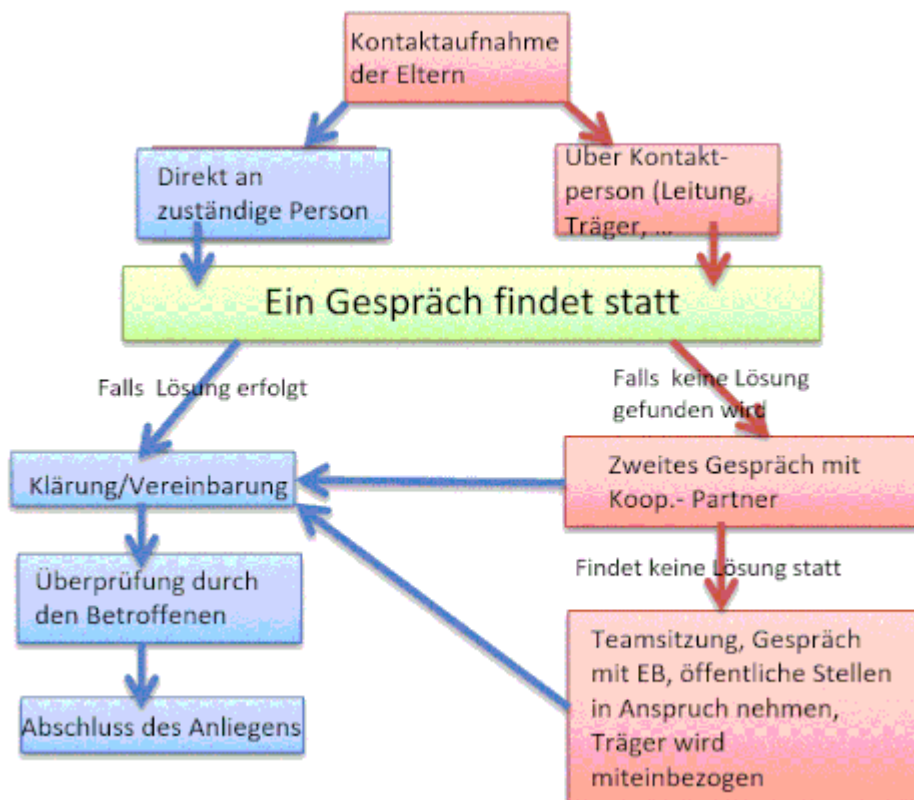 Kontaktaufnahme
der Eltern
Direkt an
zuständige Person
Über Kontakt-
person (Leitung,
Träger, ...
Ein Gespräch findet statt
Falls Lösung erfolgt
Falls keine Lösung
gefunden wird
Klärung/Vereinbarung
Zweites Gespräch mit
Koop.- Partner
Überprüfung durch
den Betroffenen
Findet keine Lösung statt
Abschluss des Anliegens
Teamsitzung, Gespräch
mit EB, öffentliche Stellen
in Anspruch nehmen,
Träger wird
miteinbezogen